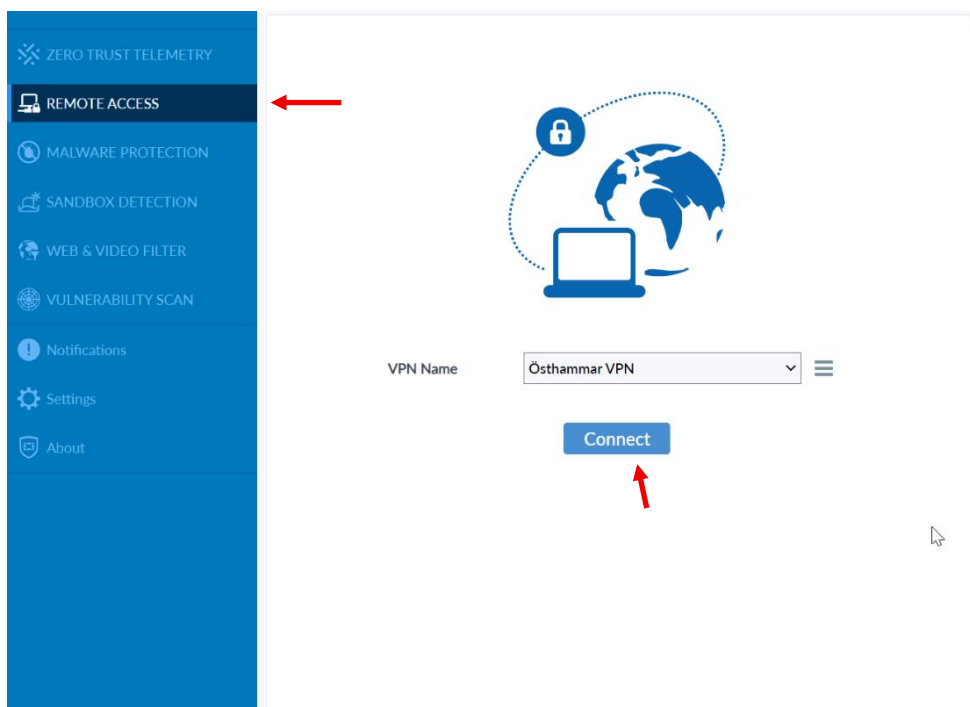 ZERO TRUST TELEMETRY
REMOTE ACCESS
MALWARE PROTECTION
SANDBOX DETECTION
WEB & VIDEO FILTER
VULNERABILITY SCAN
Notifications
Settings
About
VPN Name
Östhammar VPN
Connect